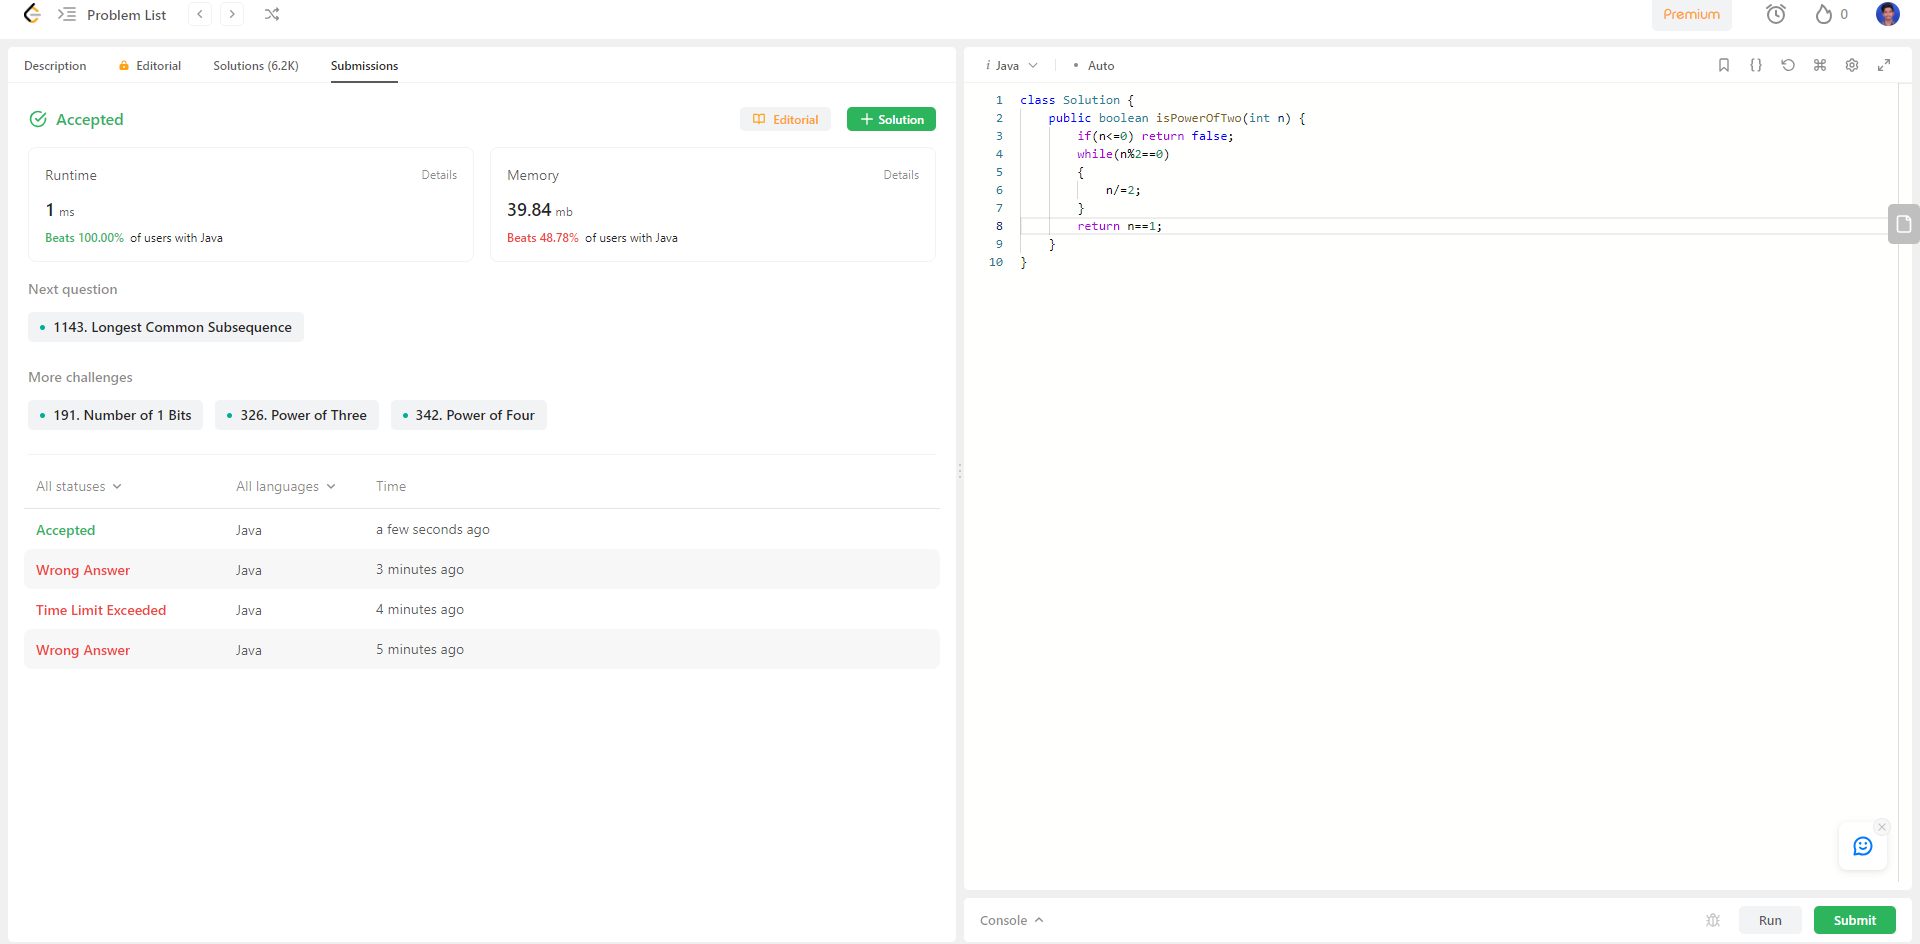 Problem List
Premium
0
Description
Editorial
Solutions (6.2K)
Submissions
Accepted
Editorial
Solution
Runtime
Details
1 ms
Beats 100.00% of users with Java
Memory
Details
39.84 mb
Beats 48.78% of users with Java
Next question
1143. Longest Common Subsequence
More challenges
191. Number of 1 Bits
326. Power of Three
342. Power of Four
All statuses
All languages
Time
Accepted Java a few seconds ago
Wrong Answer Java 3 minutes ago
Time Limit Exceeded Java 4 minutes ago
Wrong Answer Java 5 minutes ago
i Java
• Auto
1 class Solution {
2 public boolean isPowerOfTwo(int n) {
3 if(n<=0) return false;
4 while(n%2==0)
5 {
6 n/=2;
7 }
8 return n==1;
9 }
10 }
Console
Run
Submit